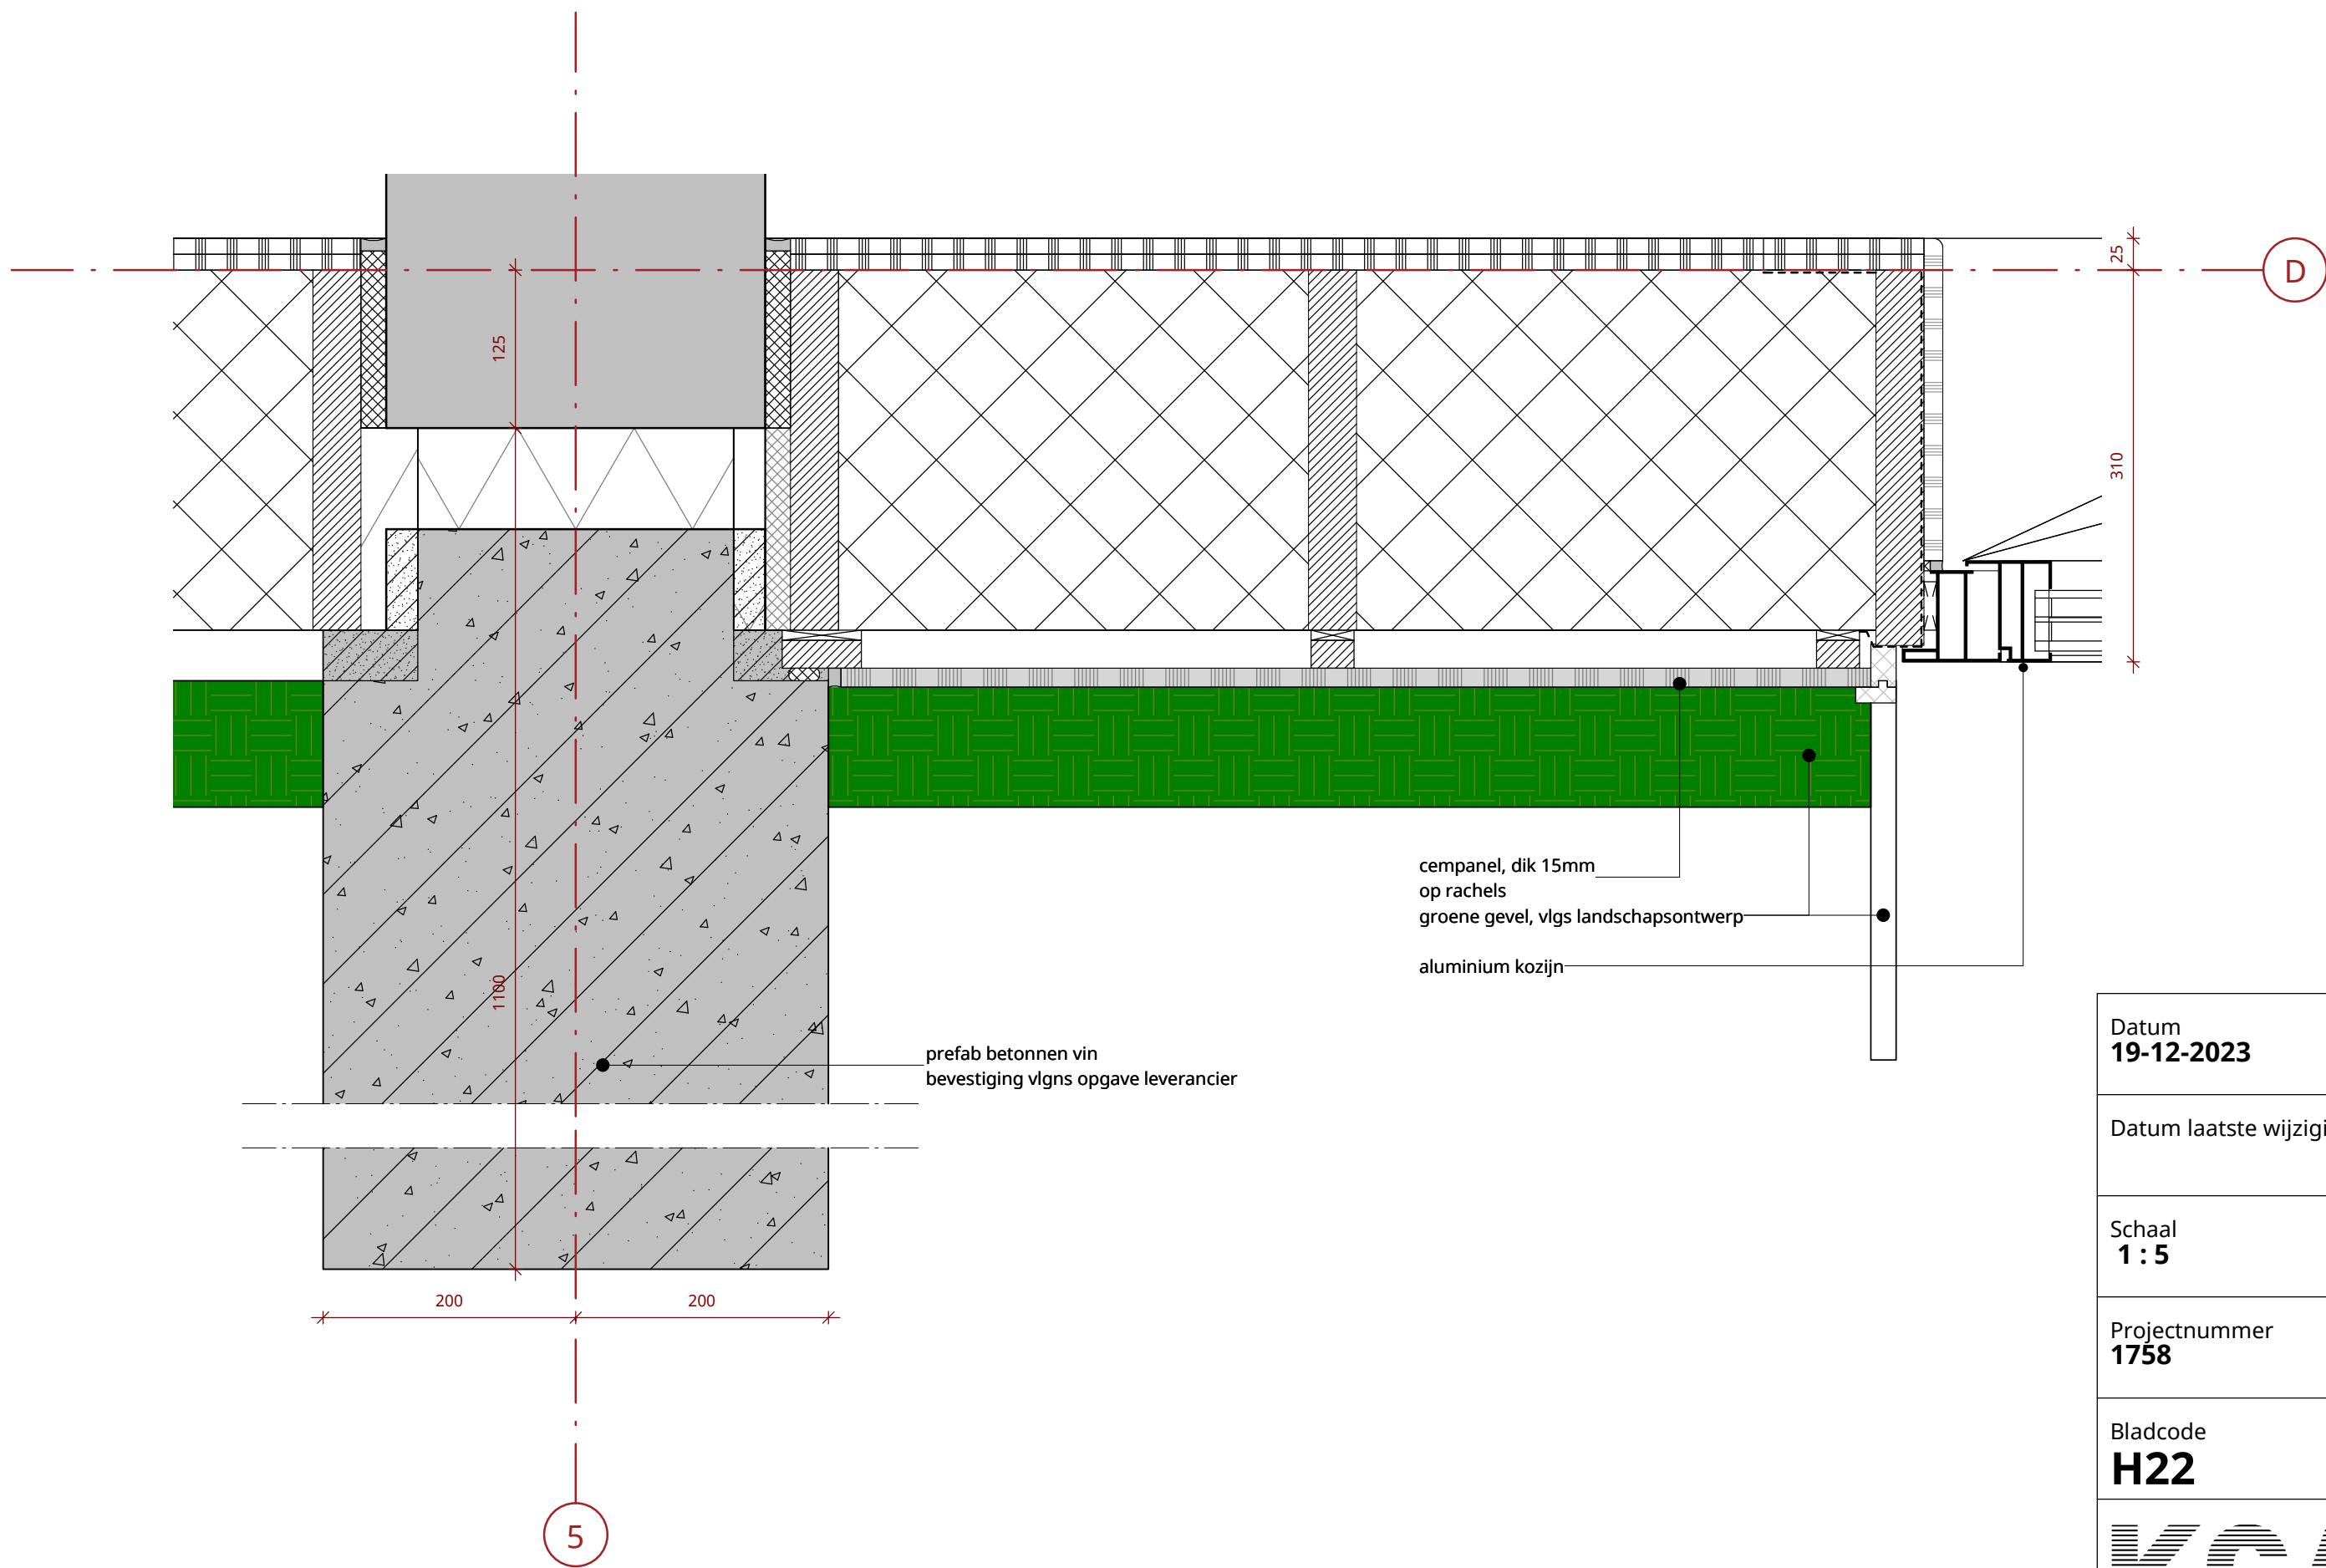 25
D
125
310
cempanel, dik 15mm
op rachels
groene gevel, vlgs landschapsontwerp
aluminium kozijn
1100
prefab betonnen vin
bevestiging vlgns opgave leverancier
200
200
5
Datum
19-12-2023
Datum laatste wijzigi
Schaal
1 : 5
Projectnummer
1758
Bladcode
H22